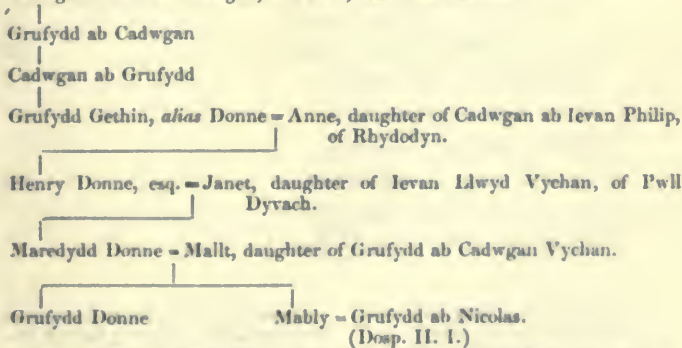 Grufydd ab Cadwgan
Cadwgan ab Grufydd
Grufydd Gethin, alias Donne = Anne, daughter of Cadwgan ab Ievan Philip,
of Rhydodyn.
Henry Donne, esq. = Janet, daughter of Ievan Llwyd Vychan, of Pwll
Dyvach.
Maredydd Donne = Mallt, daughter of Grufydd ab Cadwgan Vychan.
Grufydd Donne Mably = Grufydd ab Nicolas.
(Dosp. II. I.)